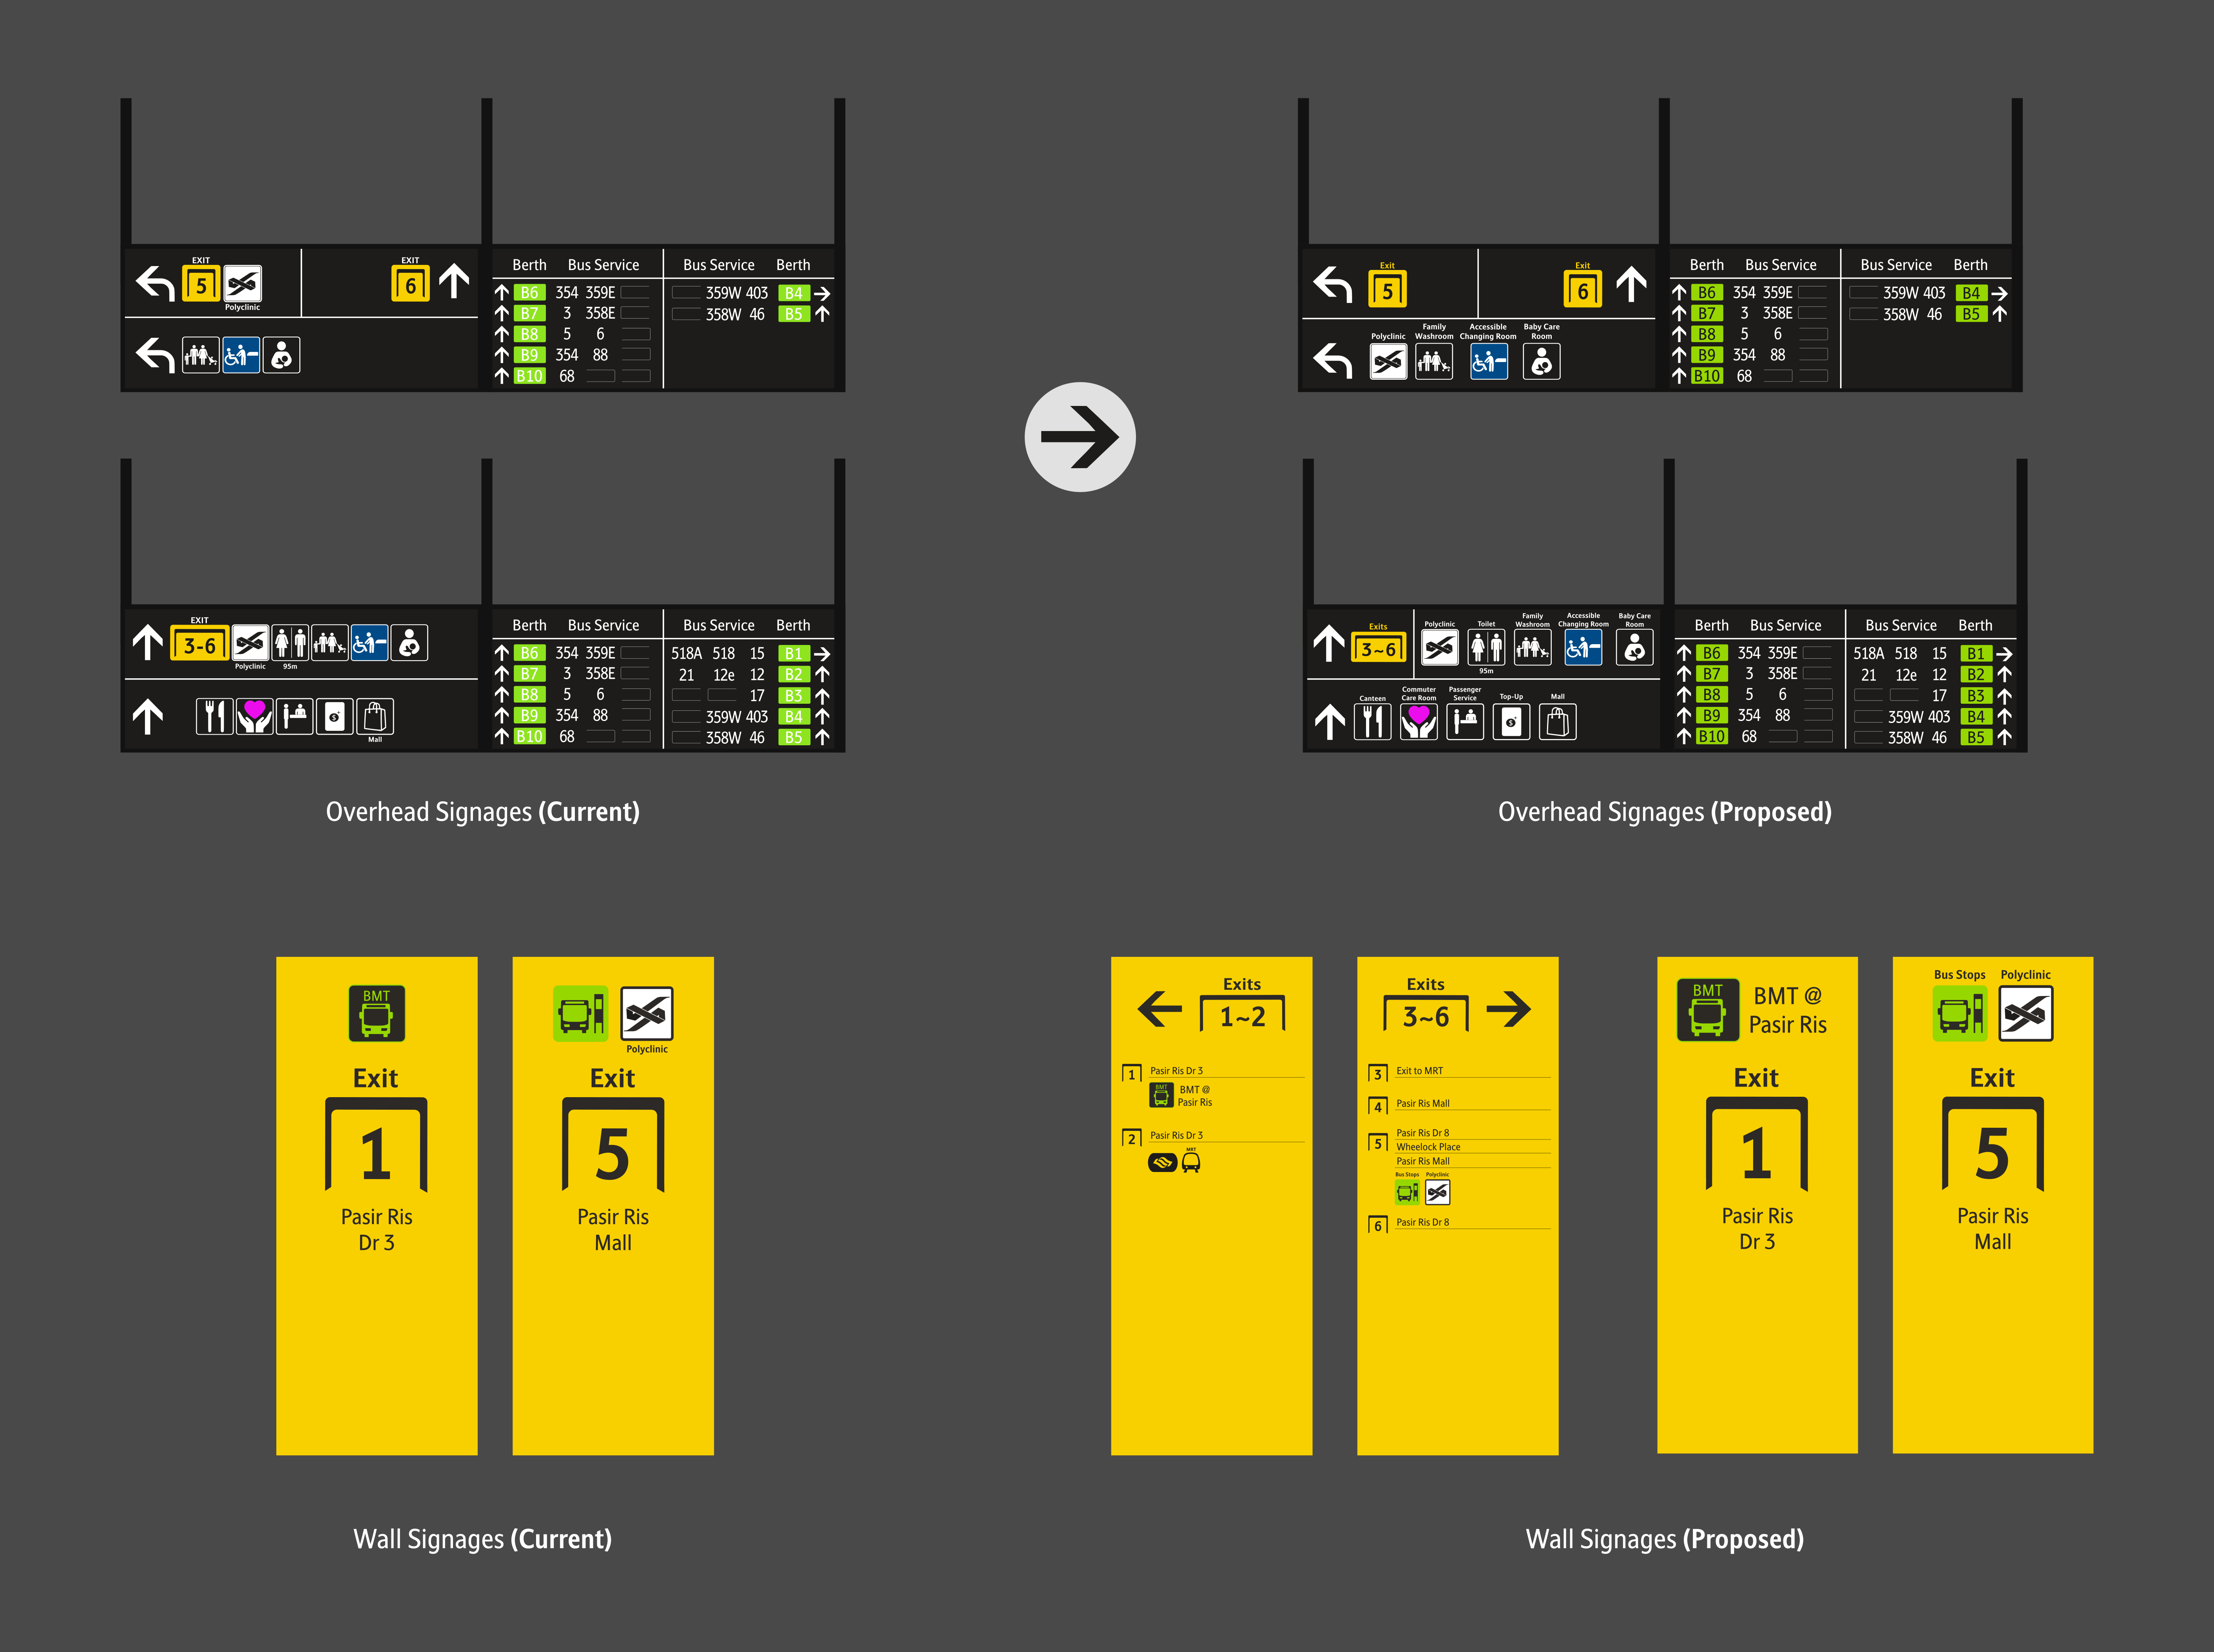 EXIT
5
Polyclinic
EXIT
6
Berth Bus Service
B6 354 359E
B7 3 358E
B8 5 6
B9 354 88
B10 68
Bus Service Berth
359W 403 B4
358W 46 B5
Exit
5
Exit
6
Polyclinic
Family
Washroom
Accessible
Changing Room
Baby Care
Room
Berth Bus Service
B6 354 359E
B7 3 358E
B8 5 6
B9 354 88
B10 68
Bus Service Berth
359W 403 B4
358W 46 B5
EXIT
3-6
Polyclinic
95m
$
Mall
Berth Bus Service
B6 354 359E
B7 3 358E
B8 5 6
B9 354 88
B10 68
Bus Service Berth
518A 518 15 B1
21 12e 12 B2
17 B3
359W 403 B4
358W 46 B5
Exits
3~6
Polyclinic
Toilet
95m
Family
Washroom
Accessible
Changing Room
Baby Care
Room
Canteen
Commuter
Care Room
Passenger
Service
Top-Up
$
Mall
Berth Bus Service
B6 354 359E
B7 3 358E
B8 5 6
B9 354 88
B10 68
Bus Service Berth
518A 518 15 B1
21 12e 12 B2
17 B3
359W 403 B4
358W 46 B5
Overhead Signages (Current)
Overhead Signages (Proposed)
BMT
Exit
1
Pasir Ris
Dr 3
Polyclinic
Exit
5
Pasir Ris
Mall
Exits
1~2
1 Pasir Ris Dr 3
BMT
BMT @
Pasir Ris
2 Pasir Ris Dr 3
MRT
Exits
3~6
3 Exit to MRT
4 Pasir Ris Mall
5 Pasir Ris Dr 8
Wheelock Place
Pasir Ris Mall
Bus Stops Polyclinic
6 Pasir Ris Dr 8
BMT
BMT @
Pasir Ris
Exit
1
Pasir Ris
Dr 3
Bus Stops Polyclinic
Exit
5
Pasir Ris
Mall
Wall Signages (Current)
Wall Signages (Proposed)